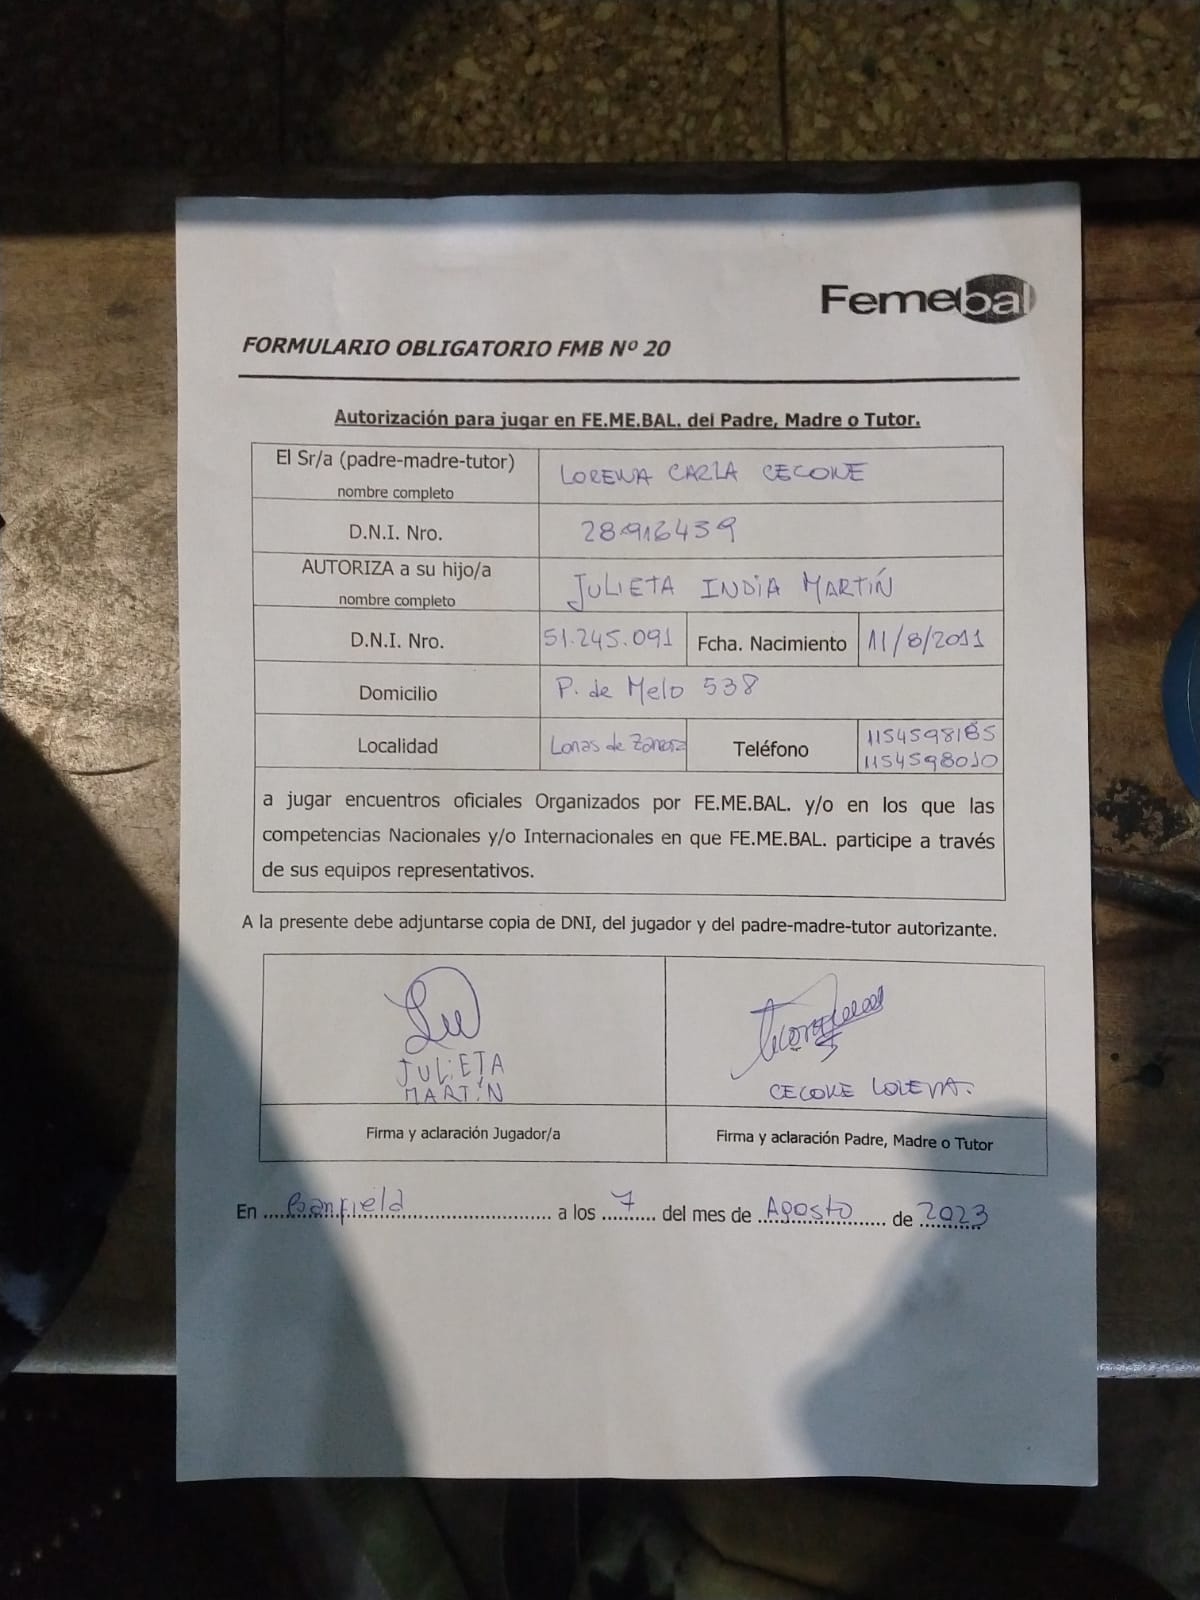 Femebal
FORMULARIO OBLIGATORIO FMB Nº 20
Autorización para jugar en FE.ME.BAL. del Padre, Madre o Tutor.
El Sr/a (padre-madre-tutor)
nombre completo
LORENA CARLA CECONE
D.N.I. Nro.
28.916439
AUTORIZA a su hijo/a
nombre completo
JULIETA INDIA MARTÍN
D.N.I. Nro.
51.245.091
Fcha. Nacimiento
11/8/2011
Domicilio
P. de Melo 538
Localidad
Lomas de Zamora
Teléfono
1154598185
1154598010
a jugar encuentros oficiales Organizados por FE.ME.BAL. y/o en los que las
competencias Nacionales y/o Internacionales en que FE.ME.BAL. participe a través
de sus equipos representativos.
A la presente debe adjuntarse copia de DNI, del jugador y del padre-madre-tutor autorizante.
JULIETA
MARTÍN
CECONE LORENA.
Firma y aclaración Jugador/a
Firma y aclaración Padre, Madre o Tutor
En Banfield a los 7 del mes de Agosto de 2023